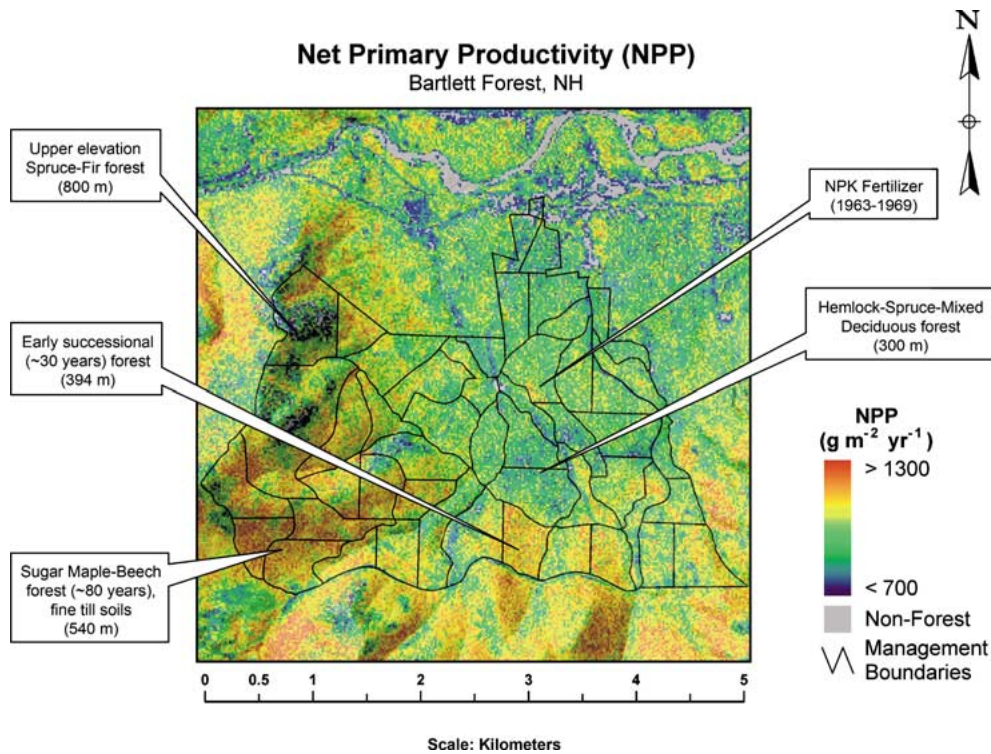 Net Primary Productivity (NPP)
Bartlett Forest, NH
N
Upper elevation
Spruce-Fir forest
(800 m)
NPK Fertilizer
(1963-1969)
Early successional
(~30 years) forest
(394 m)
Hemlock-Spruce-Mixed
Deciduous forest
(300 m)
Sugar Maple-Beech
forest (~80 years),
fine till soils
(540 m)
NPP
(g m⁻² yr⁻¹)
> 1300
< 700
Non-Forest
Management
Boundaries
0 0.5 1 2 3 4 5
Scale: Kilometers